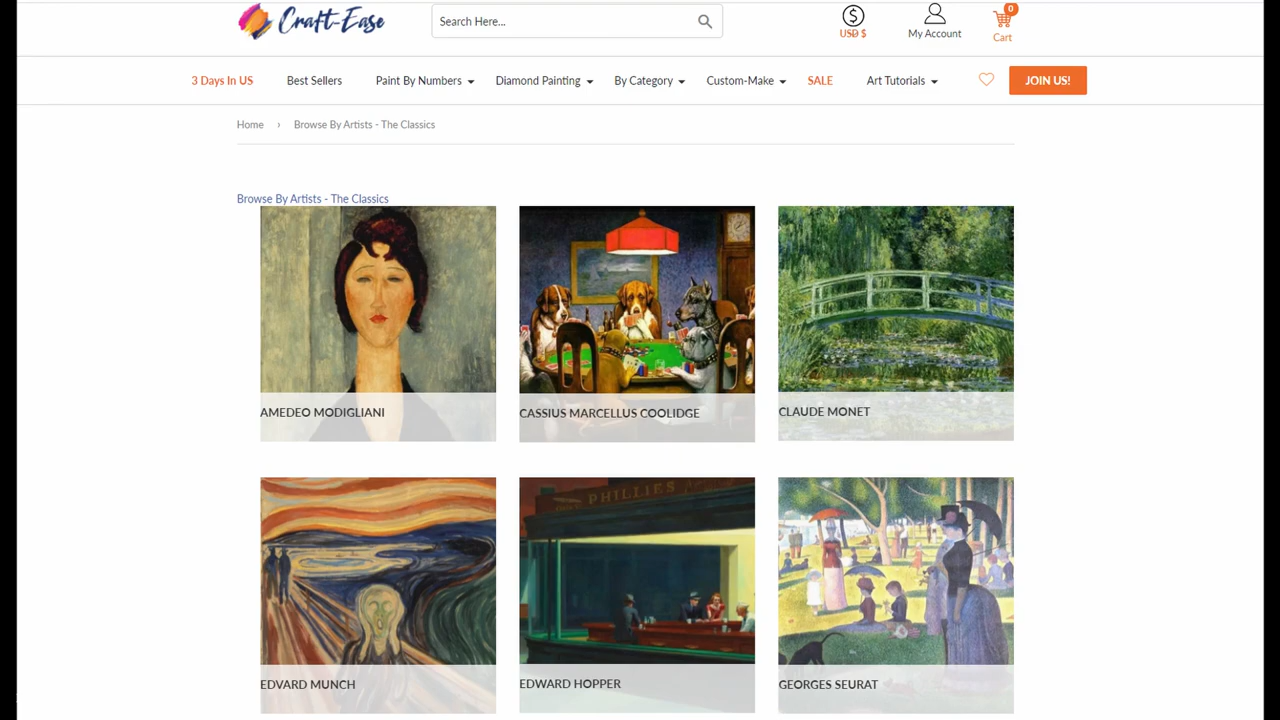 Craft-Ease
Search Here...
USD $
My Account
0
Cart
3 Days In US
Best Sellers
Paint By Numbers
Diamond Painting
By Category
Custom-Make
SALE
Art Tutorials
JOIN US!
Home › Browse By Artists - The Classics
Browse By Artists - The Classics
AMEDEO MODIGLIANI
CASSIUS MARCELLUS COOLIDGE
CLAUDE MONET
PHILLIES
EDVARD MUNCH
EDWARD HOPPER
GEORGES SEURAT